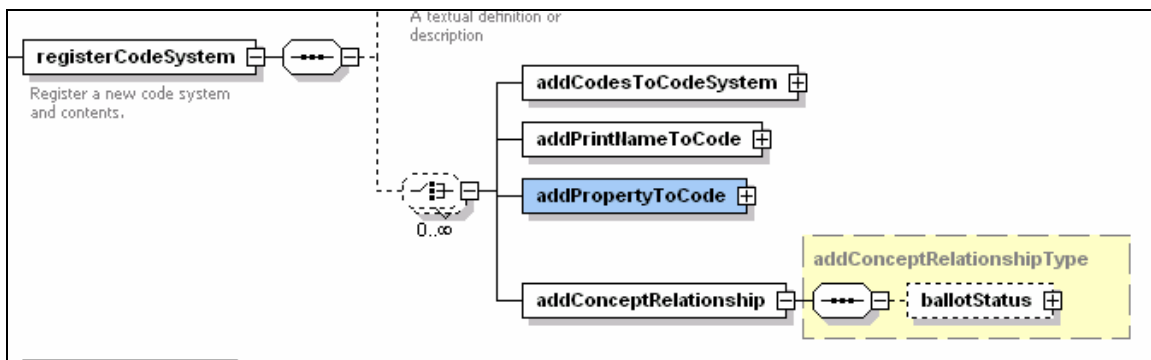 A textual definition or
description
registerCodeSystem
Register a new code system
and contents.
addCodesToCodeSystem
addPrintNameToCode
addPropertyToCode
0..∞
addConceptRelationshipType
addConceptRelationship
ballotStatus